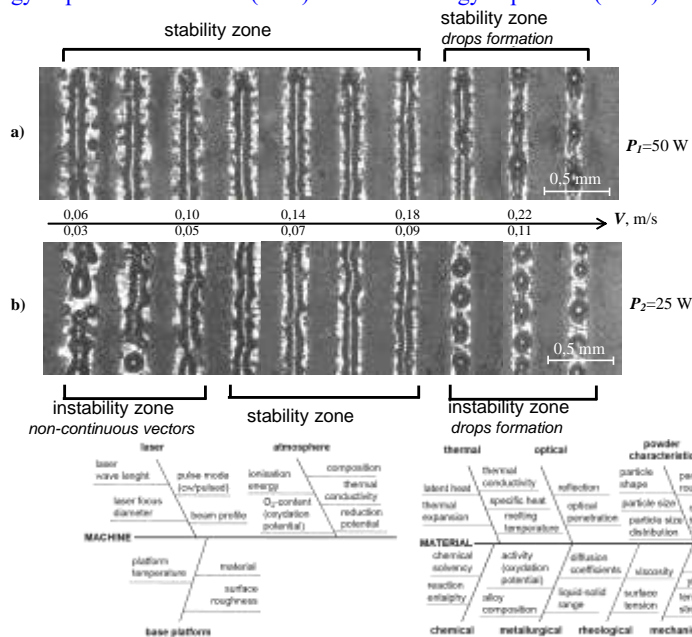 stability zone
stability zone
drops formation
a)
P1=50 W
0,5 mm
0,06 0,10 0,14 0,18 0,22
V, m/s
0,03 0,05 0,07 0,09 0,11
b)
P2=25 W
0,5 mm
instability zone
non-continuous vectors
stability zone
instability zone
drops formation
laser
atmosphere
thermal
optical
powder
laser
wave lenght
pulse mode
(cw/pulsed)
ionisation
energy
composition
thermal
conductivity
latent heat
thermal
conductivity
reflection
particle
shape
laser focus
diameter
beam profile
O2-content
(oxydation
potential)
reduction
potential
thermal
expansion
specific heat
melting
temperature
optical
penetration
particle size
particle size
distribution
MACHINE
MATERIAL
platform
temperature
material
surface
roughness
chemical
solvency
activity
(oxydation
potential)
diffusion
coefficients
viscosity
reaction
entalphy
alloy
composition
liquid-solid
range
surface
tension
base platform
chemical
metallurgical
rheological